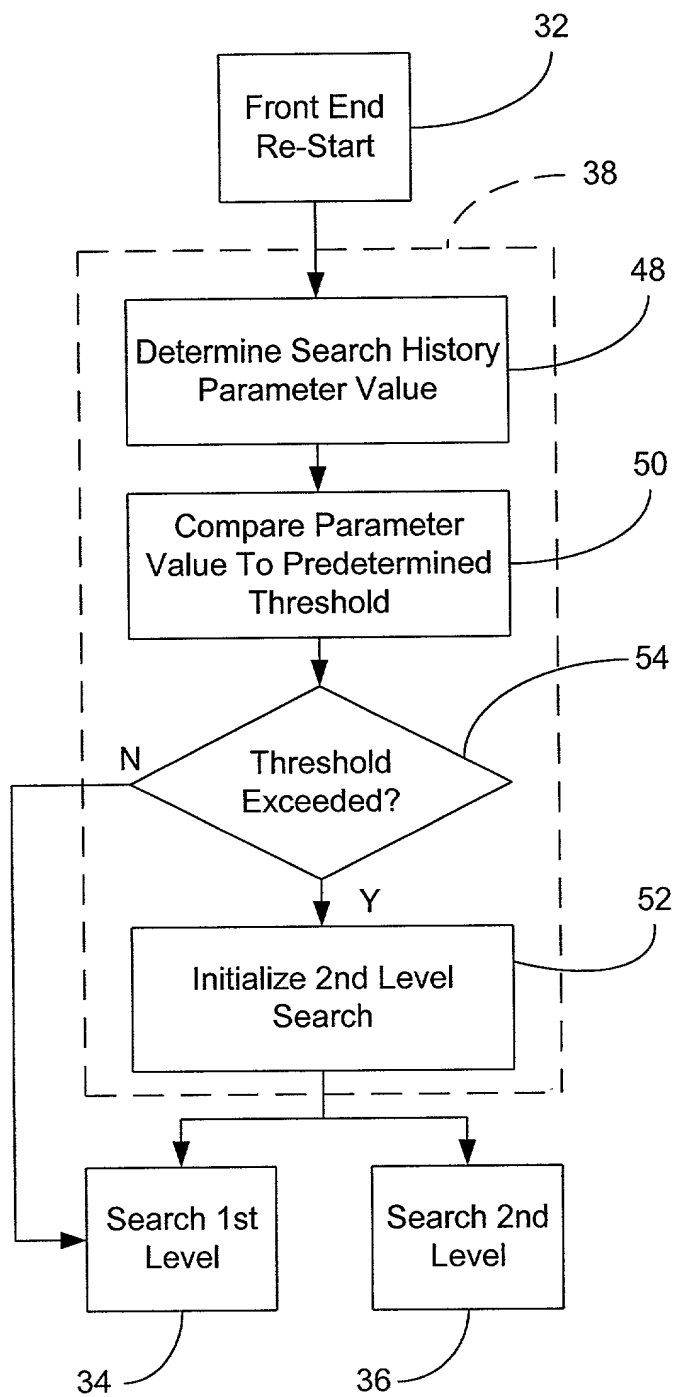 32
Front End
Re-Start
38
48
Determine Search History
Parameter Value
50
Compare Parameter
Value To Predetermined
Threshold
54
N
Threshold
Exceeded?
Y
52
Initialize 2nd Level
Search
Search 1st
Level
Search 2nd
Level
34
36